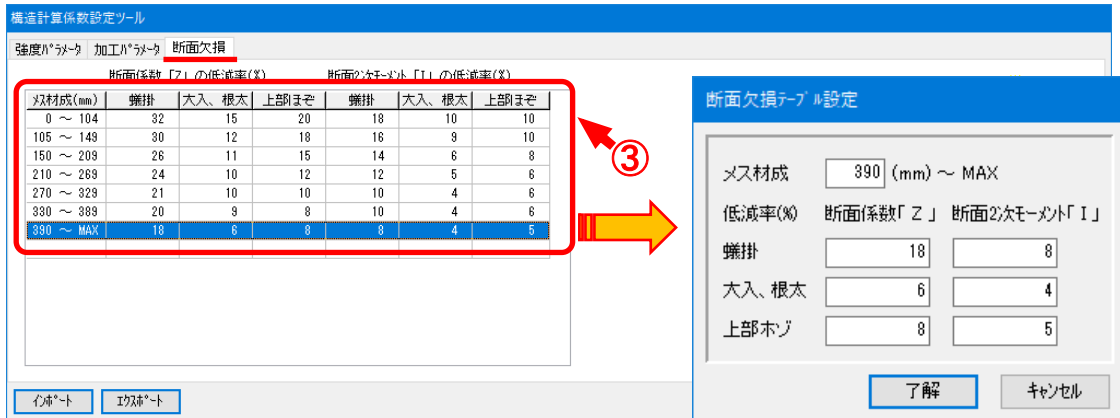 構造計算係数設定ツール
強度ﾊﾟﾗﾒｰﾀ 加工ﾊﾟﾗﾒｰﾀ 断面欠損
断面係数「Z」の低減率(%) 断面2次ﾓｰﾒﾝﾄ「I」の低減率(%)
ﾒｽ材成(mm) 蟻掛 大入、根太 上部ほぞ 蟻掛 大入、根太 上部ほぞ
0 ～ 104 32 15 20 18 10 10
105 ～ 149 30 12 18 16 9 10
150 ～ 209 26 11 15 14 6 8
210 ～ 269 24 10 12 12 5 6
270 ～ 329 21 10 10 10 4 6
330 ～ 389 20 9 8 10 4 6
390 ～ MAX 18 6 8 8 4 5
③
ｲﾝﾎﾟｰﾄ ｴｸｽﾎﾟｰﾄ
断面欠損ﾃｰﾌﾞﾙ設定
メス材成 390 (mm) ～ MAX
低減率(%) 断面係数「 Z 」 断面2次ﾓｰﾒﾝﾄ「 I 」
蟻掛 18 8
大入、根太 6 4
上部ホゾ 8 5
了解 ｷｬﾝｾﾙ